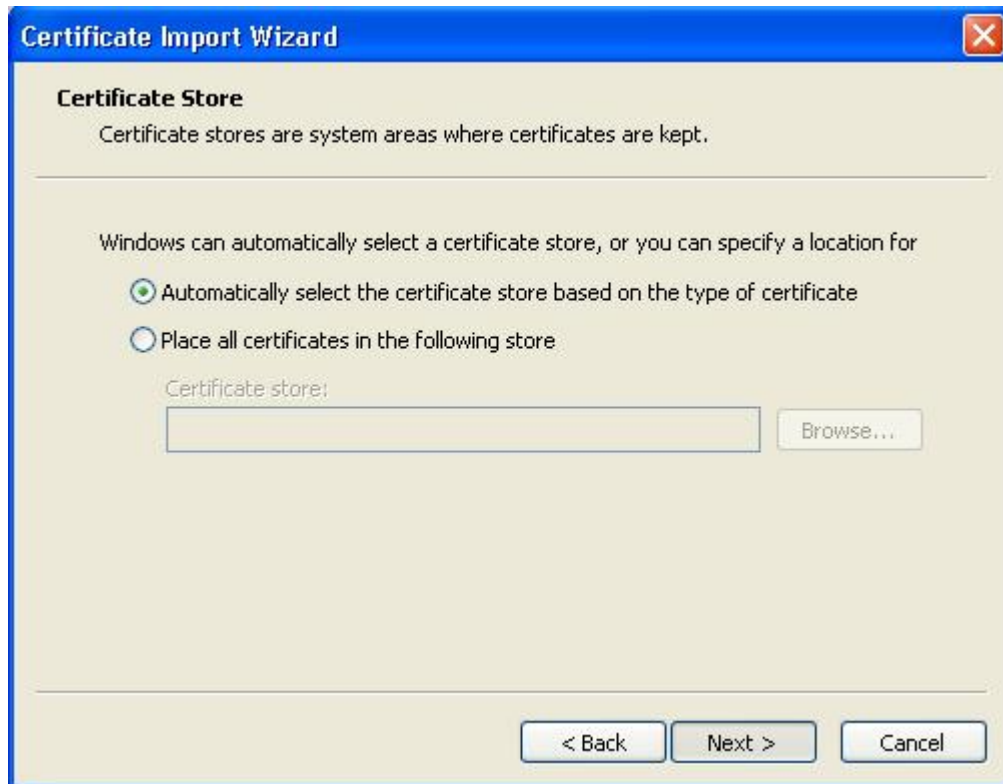 Certificate Import Wizard
Certificate Store
Certificate stores are system areas where certificates are kept.
Windows can automatically select a certificate store, or you can specify a location for
Automatically select the certificate store based on the type of certificate
Place all certificates in the following store
Certificate store:
Browse...
< Back Next > Cancel